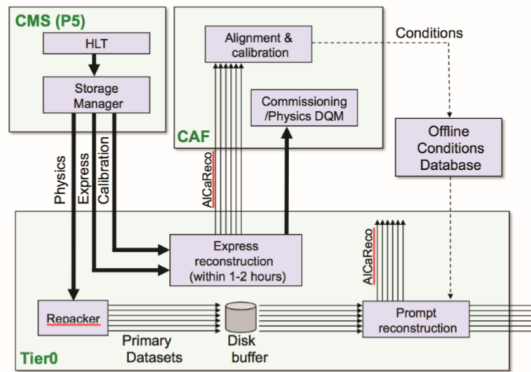 CMS (P5)
HLT
Storage
Manager
Physics
Express
Calibration
Alignment &
calibration
Commissioning
/Physics DQM
CAF
Conditions
Offline
Conditions
Database
AlCaReco
Express
reconstruction
(within 1-2 hours)
AlCaReco
Repacker
Primary
Datasets
Disk
buffer
Prompt
reconstruction
Tier0